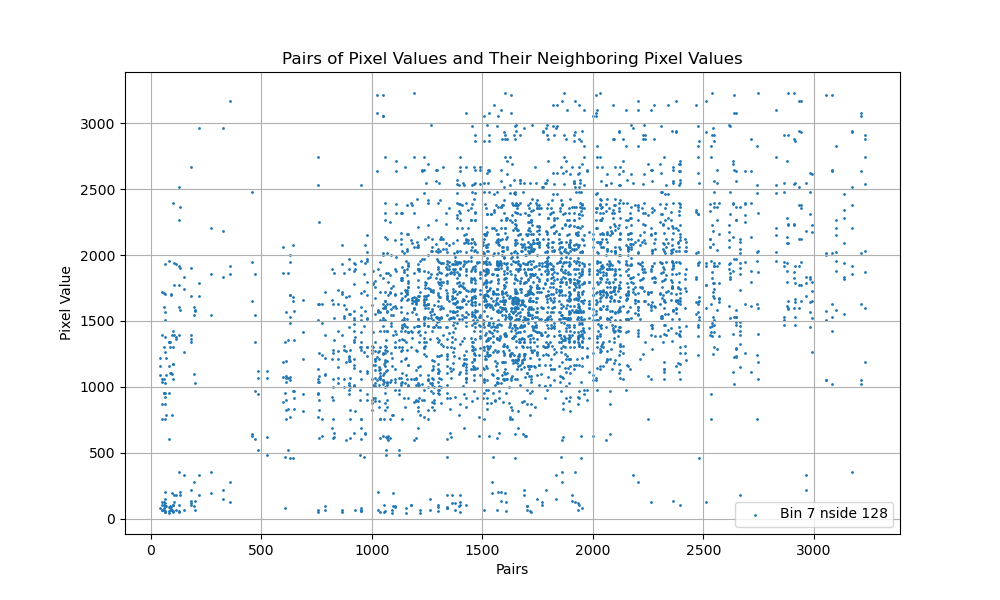 Pairs of Pixel Values and Their Neighboring Pixel Values
3000
2500
2000
1500
1000
500
0
Pixel Value
Bin 7 nside 128
0 500 1000 1500 2000 2500 3000
Pairs